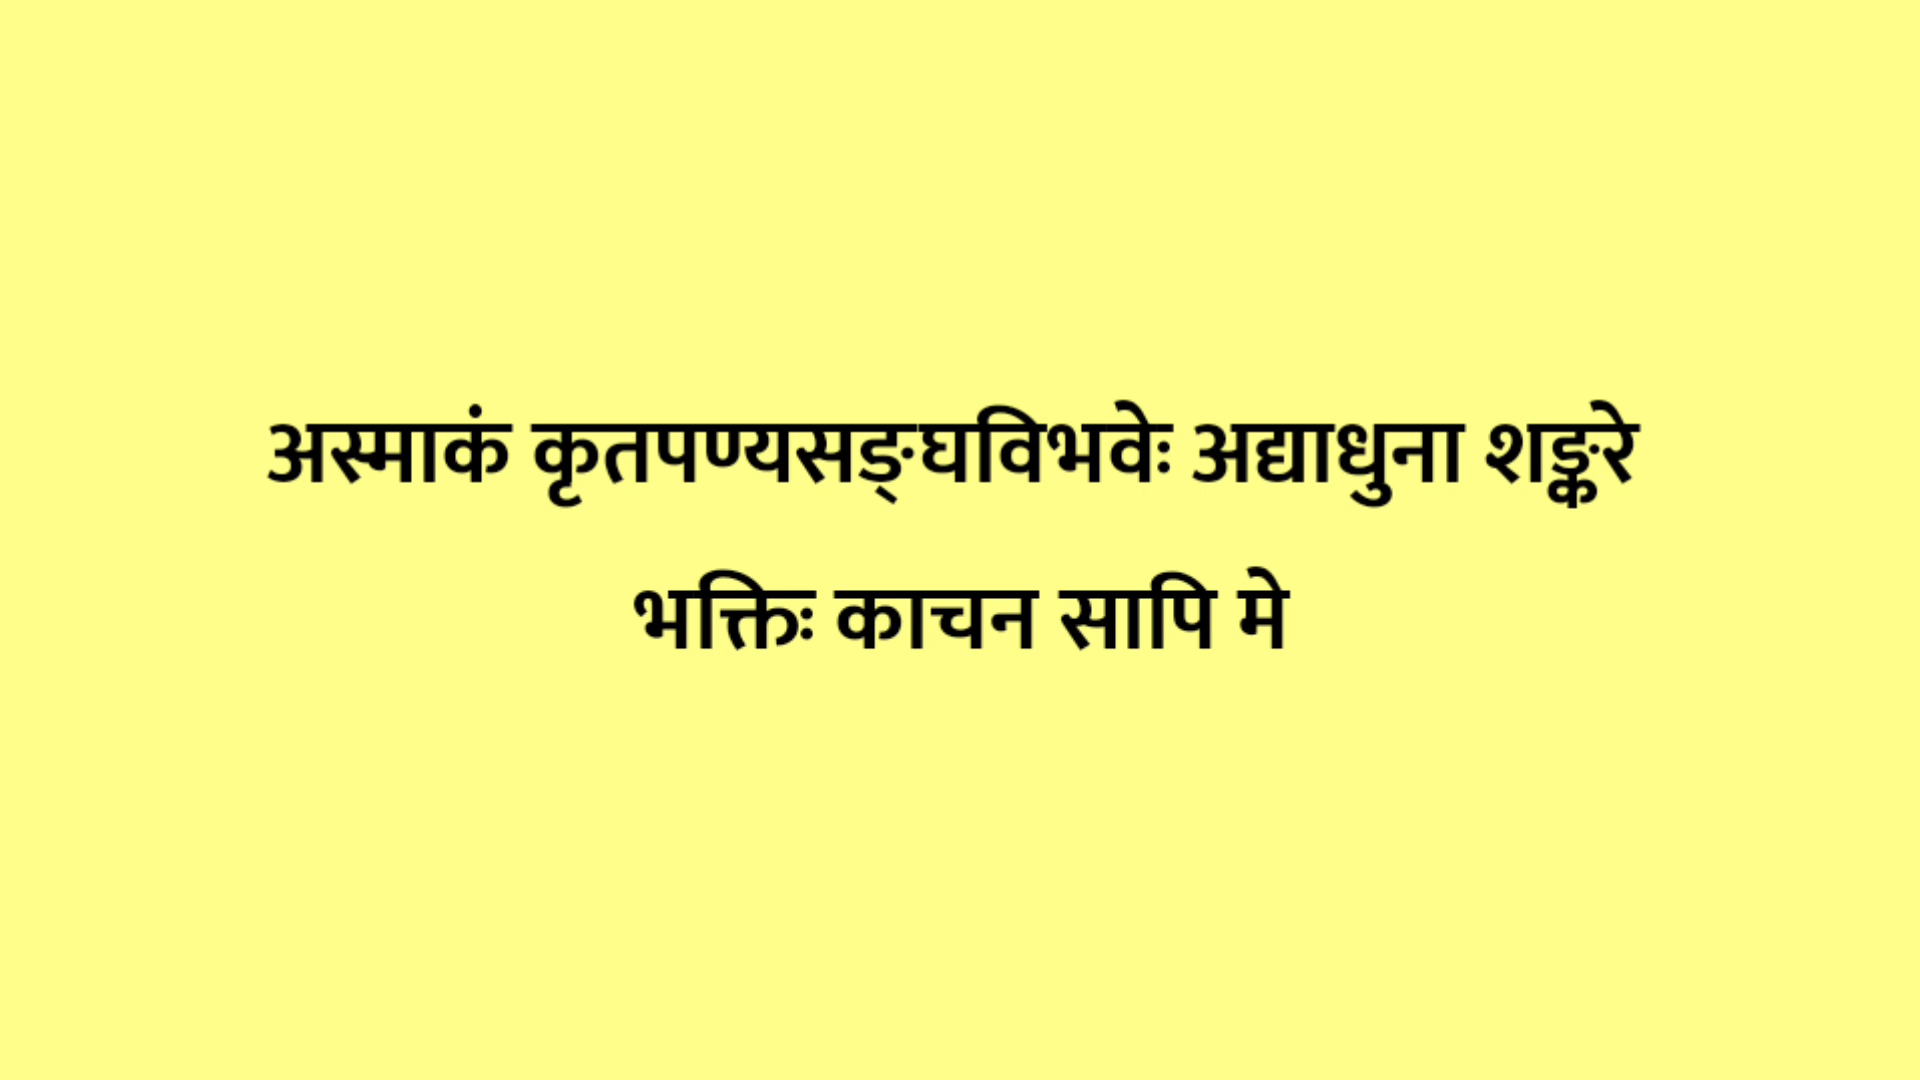 अस्माकं कृतपण्यसङ्घविभवेः अद्याधुना शङ्करे
भक्तिः काचन सापि मे